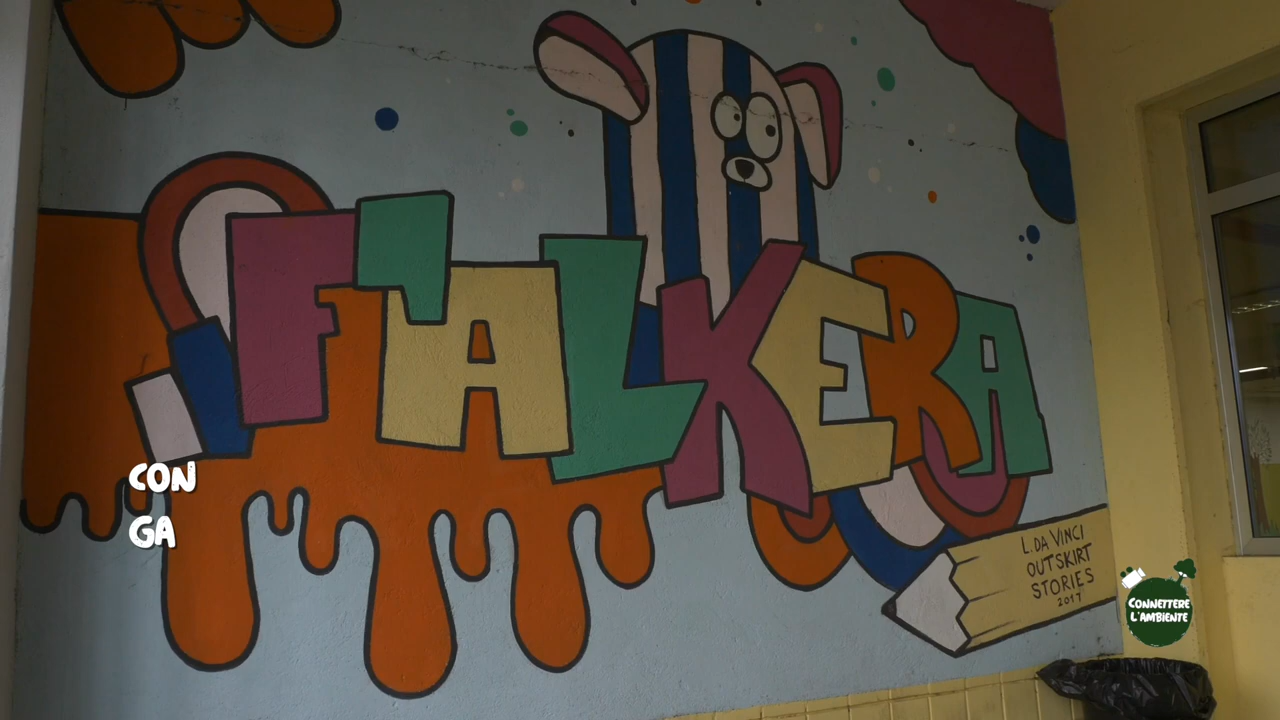 FALKERA
CON
GA
L. DA VINCI
OUTSKIRT
STORIES
2017
CONNETTERE
L'AMBIENTE